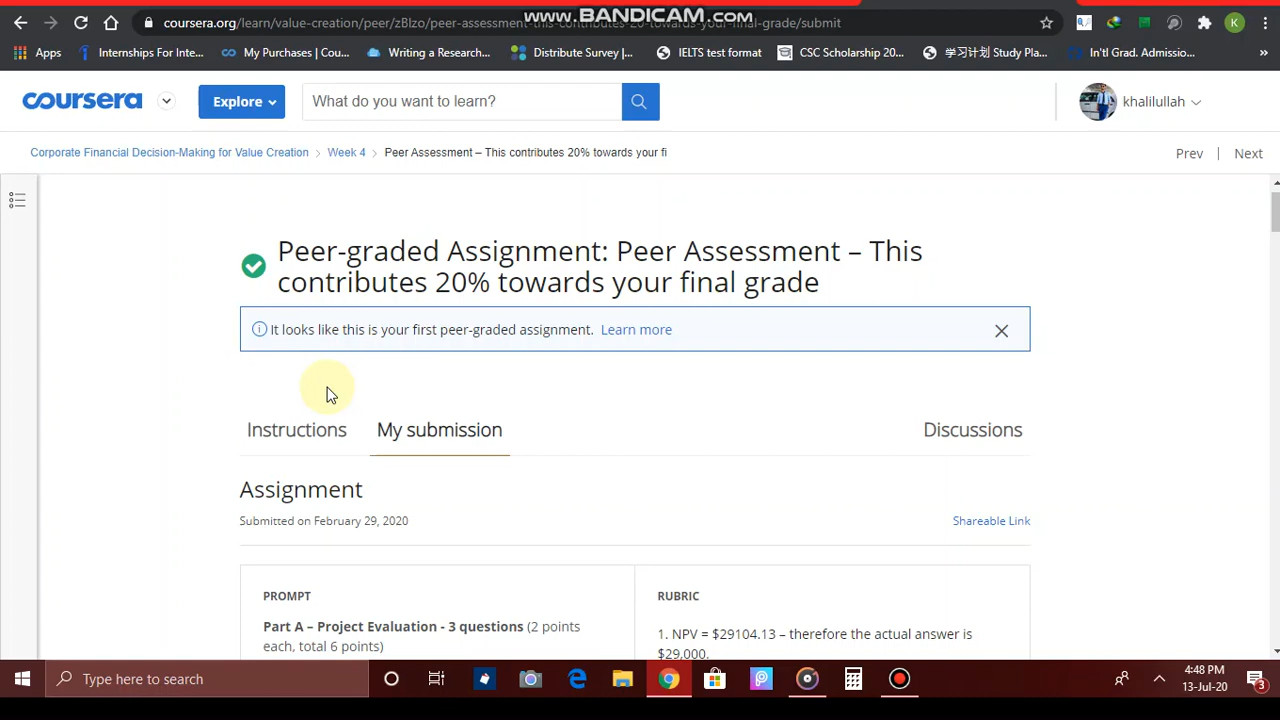 coursera.org/learn/value-creation/peer/zBlzo/peer-assessment-this-contributes-20-towards-your-final-grade/submit
www.BANDICAM.com
K
Apps
Internships For Inte...
My Purchases | Cou...
Writing a Research...
Distribute Survey |...
IELTS test format
CSC Scholarship 20...
学习计划 Study Pla...
In'tl Grad. Admissio...
»
coursera
Explore
What do you want to learn?
khalilullah
Corporate Financial Decision-Making for Value Creation > Week 4 > Peer Assessment – This contributes 20% towards your fi
Prev | Next
Peer-graded Assignment: Peer Assessment – This
contributes 20% towards your final grade
It looks like this is your first peer-graded assignment. Learn more
Instructions
My submission
Discussions
Assignment
Submitted on February 29, 2020
Shareable Link
PROMPT
Part A – Project Evaluation - 3 questions (2 points
each, total 6 points)
RUBRIC
1. NPV = $29104.13 – therefore the actual answer is
$29,000.
Type here to search
4:48 PM
13-Jul-20
3